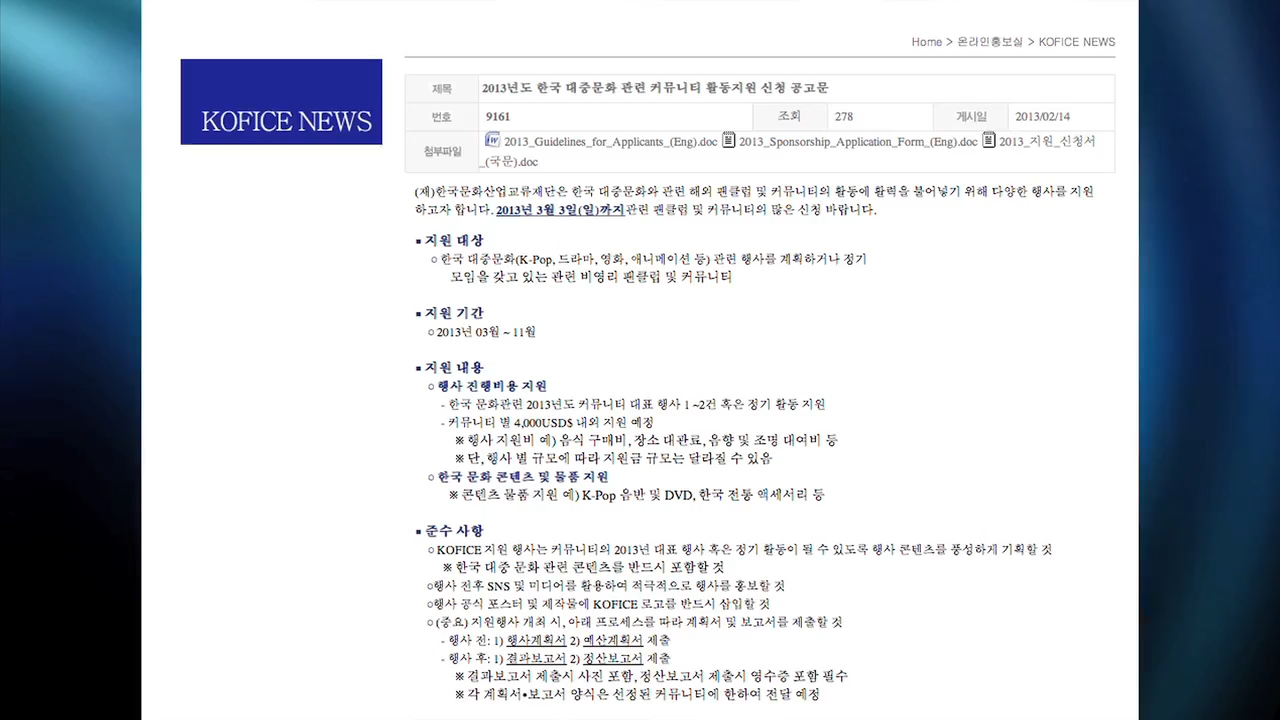 Home > 온라인홍보실 > KOFICE NEWS
KOFICE NEWS
제목 2013년도 한국 대중문화 관련 커뮤니티 활동지원 신청 공고문
번호 9161 조회 278 게시일 2013/02/14
첨부파일 2013_Guidelines_for_Applicants_(Eng).doc 2013_Sponsorship_Application_Form_(Eng).doc 2013_지원_신청서
_(국문).doc
(재)한국문화산업교류재단은 한국 대중문화와 관련 해외 팬클럽 및 커뮤니티의 활동에 활력을 불어넣기 위해 다양한 행사를 지원
하고자 합니다. 2013년 3월 3일(일)까지 관련 팬클럽 및 커뮤니티의 많은 신청 바랍니다.
▪ 지원 대상
○ 한국 대중문화(K-Pop, 드라마, 영화, 애니메이션 등) 관련 행사를 계획하거나 정기
모임을 갖고 있는 관련 비영리 팬클럽 및 커뮤니티
▪ 지원 기간
○ 2013년 03월 ~ 11월
▪ 지원 내용
○ 행사 진행비용 지원
- 한국 문화관련 2013년도 커뮤니티 대표 행사 1 ~2건 혹은 정기 활동 지원
- 커뮤니티 별 4,000USD$ 내외 지원 예정
※ 행사 지원비 예) 음식 구매비, 장소 대관료, 음향 및 조명 대여비 등
※ 단, 행사 별 규모에 따라 지원금 규모는 달라질 수 있음
○ 한국 문화 콘텐츠 및 물품 지원
※ 콘텐츠 물품 지원 예) K-Pop 음반 및 DVD, 한국 전통 액세서리 등
▪ 준수 사항
○ KOFICE 지원 행사는 커뮤니티의 2013년 대표 행사 혹은 정기 활동이 될 수 있도록 행사 콘텐츠를 풍성하게 기획할 것
※ 한국 대중 문화 관련 콘텐츠를 반드시 포함할 것
○행사 전후 SNS 및 미디어를 활용하여 적극적으로 행사를 홍보할 것
○행사 공식 포스터 및 제작물에 KOFICE 로고를 반드시 삽입할 것
○ (중요) 지원행사 개최 시, 아래 프로세스를 따라 계획서 및 보고서를 제출할 것
- 행사 전: 1) 행사계획서 2) 예산계획서 제출
- 행사 후: 1) 결과보고서 2) 정산보고서 제출
※ 결과보고서 제출시 사진 포함, 정산보고서 제출시 영수증 포함 필수
※ 각 계획서•보고서 양식은 선정된 커뮤니티에 한하여 전달 예정